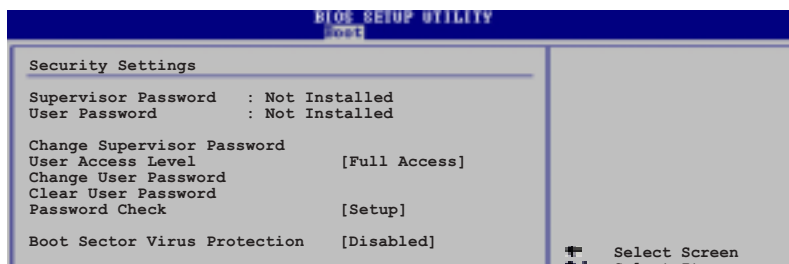 BIOS SETUP UTILITY
Boot
Security Settings
Supervisor Password : Not Installed
User Password : Not Installed
Change Supervisor Password
User Access Level [Full Access]
Change User Password
Clear User Password
Password Check [Setup]
Boot Sector Virus Protection [Disabled]
Select Screen